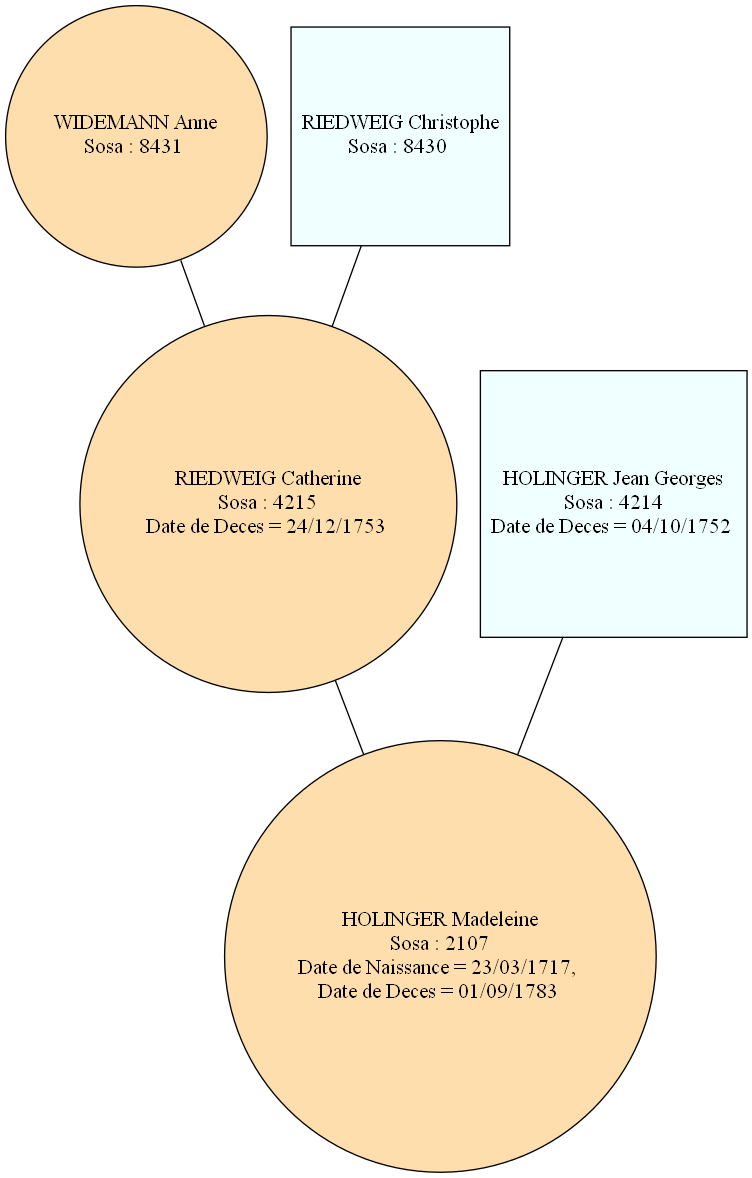 WIDEMANN Anne
Sosa : 8431
RIEDWEIG Christophe
Sosa : 8430
RIEDWEIG Catherine
Sosa : 4215
Date de Deces = 24/12/1753
HOLINGER Jean Georges
Sosa : 4214
Date de Deces = 04/10/1752
HOLINGER Madeleine
Sosa : 2107
Date de Naissance = 23/03/1717,
Date de Deces = 01/09/1783